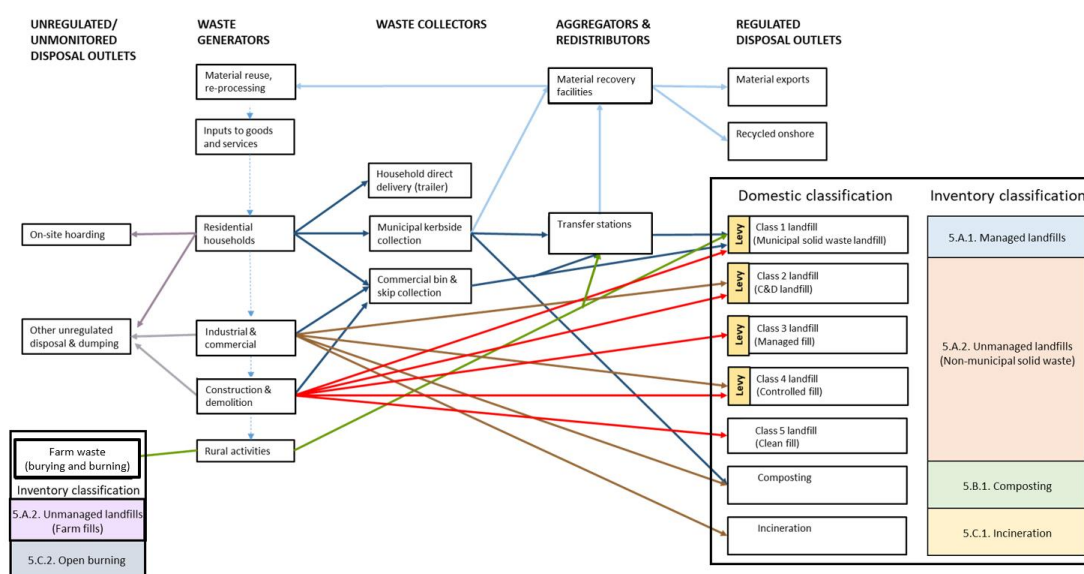 UNREGULATED/
UNMONITORED
DISPOSAL OUTLETS
WASTE
GENERATORS
WASTE COLLECTORS
AGGREGATORS &
REDISTRIBUTORS
REGULATED
DISPOSAL OUTLETS
Material reuse,
re-processing
Material recovery
facilities
Material exports
Inputs to goods
and services
Recycled onshore
Household direct
delivery (trailer)
Domestic classification
Inventory classification
On-site hoarding
Residential
households
Municipal kerbside
collection
Transfer stations
Levy
Class 1 landfill
(Municipal solid waste landfill)
5.A.1. Managed landfills
Commercial bin &
skip collection
Levy
Class 2 landfill
(C&D landfill)
Other unregulated
disposal & dumping
Industrial &
commercial
Levy
Class 3 landfill
(Managed fill)
5.A.2. Unmanaged landfills
(Non-municipal solid waste)
Construction &
demolition
Levy
Class 4 landfill
(Controlled fill)
Farm waste
(burying and burning)
Rural activities
Class 5 landfill
(Clean fill)
Inventory classification
5.A.2. Unmanaged landfills
(Farm fills)
Composting
5.B.1. Composting
5.C.2. Open burning
Incineration
5.C.1. Incineration